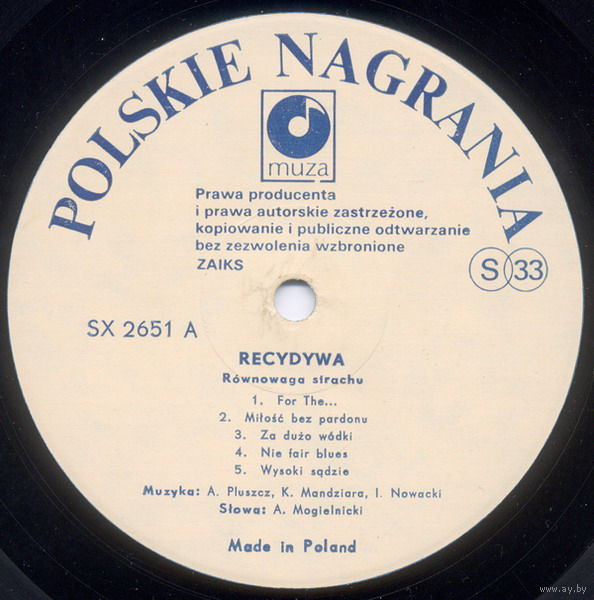 POLSKIE NAGRANIA
muza
Prawa producenta
i prawa autorskie zastrzeżone,
kopiowanie i publiczne odtwarzanie
bez zezwolenia wzbronione
ZAIKS
S 33
SX 2651 A
RECYDYWA
Równowaga strachu
1. For The...
2. Miłość bez pardonu
3. Za dużo wódki
4. Nie fair blues
5. Wysoki sądzie
Muzyka: A. Pluszcz, K. Mandziara, I. Nowacki
Słowa: A. Mogielnicki
Made in Poland
www.ay.by